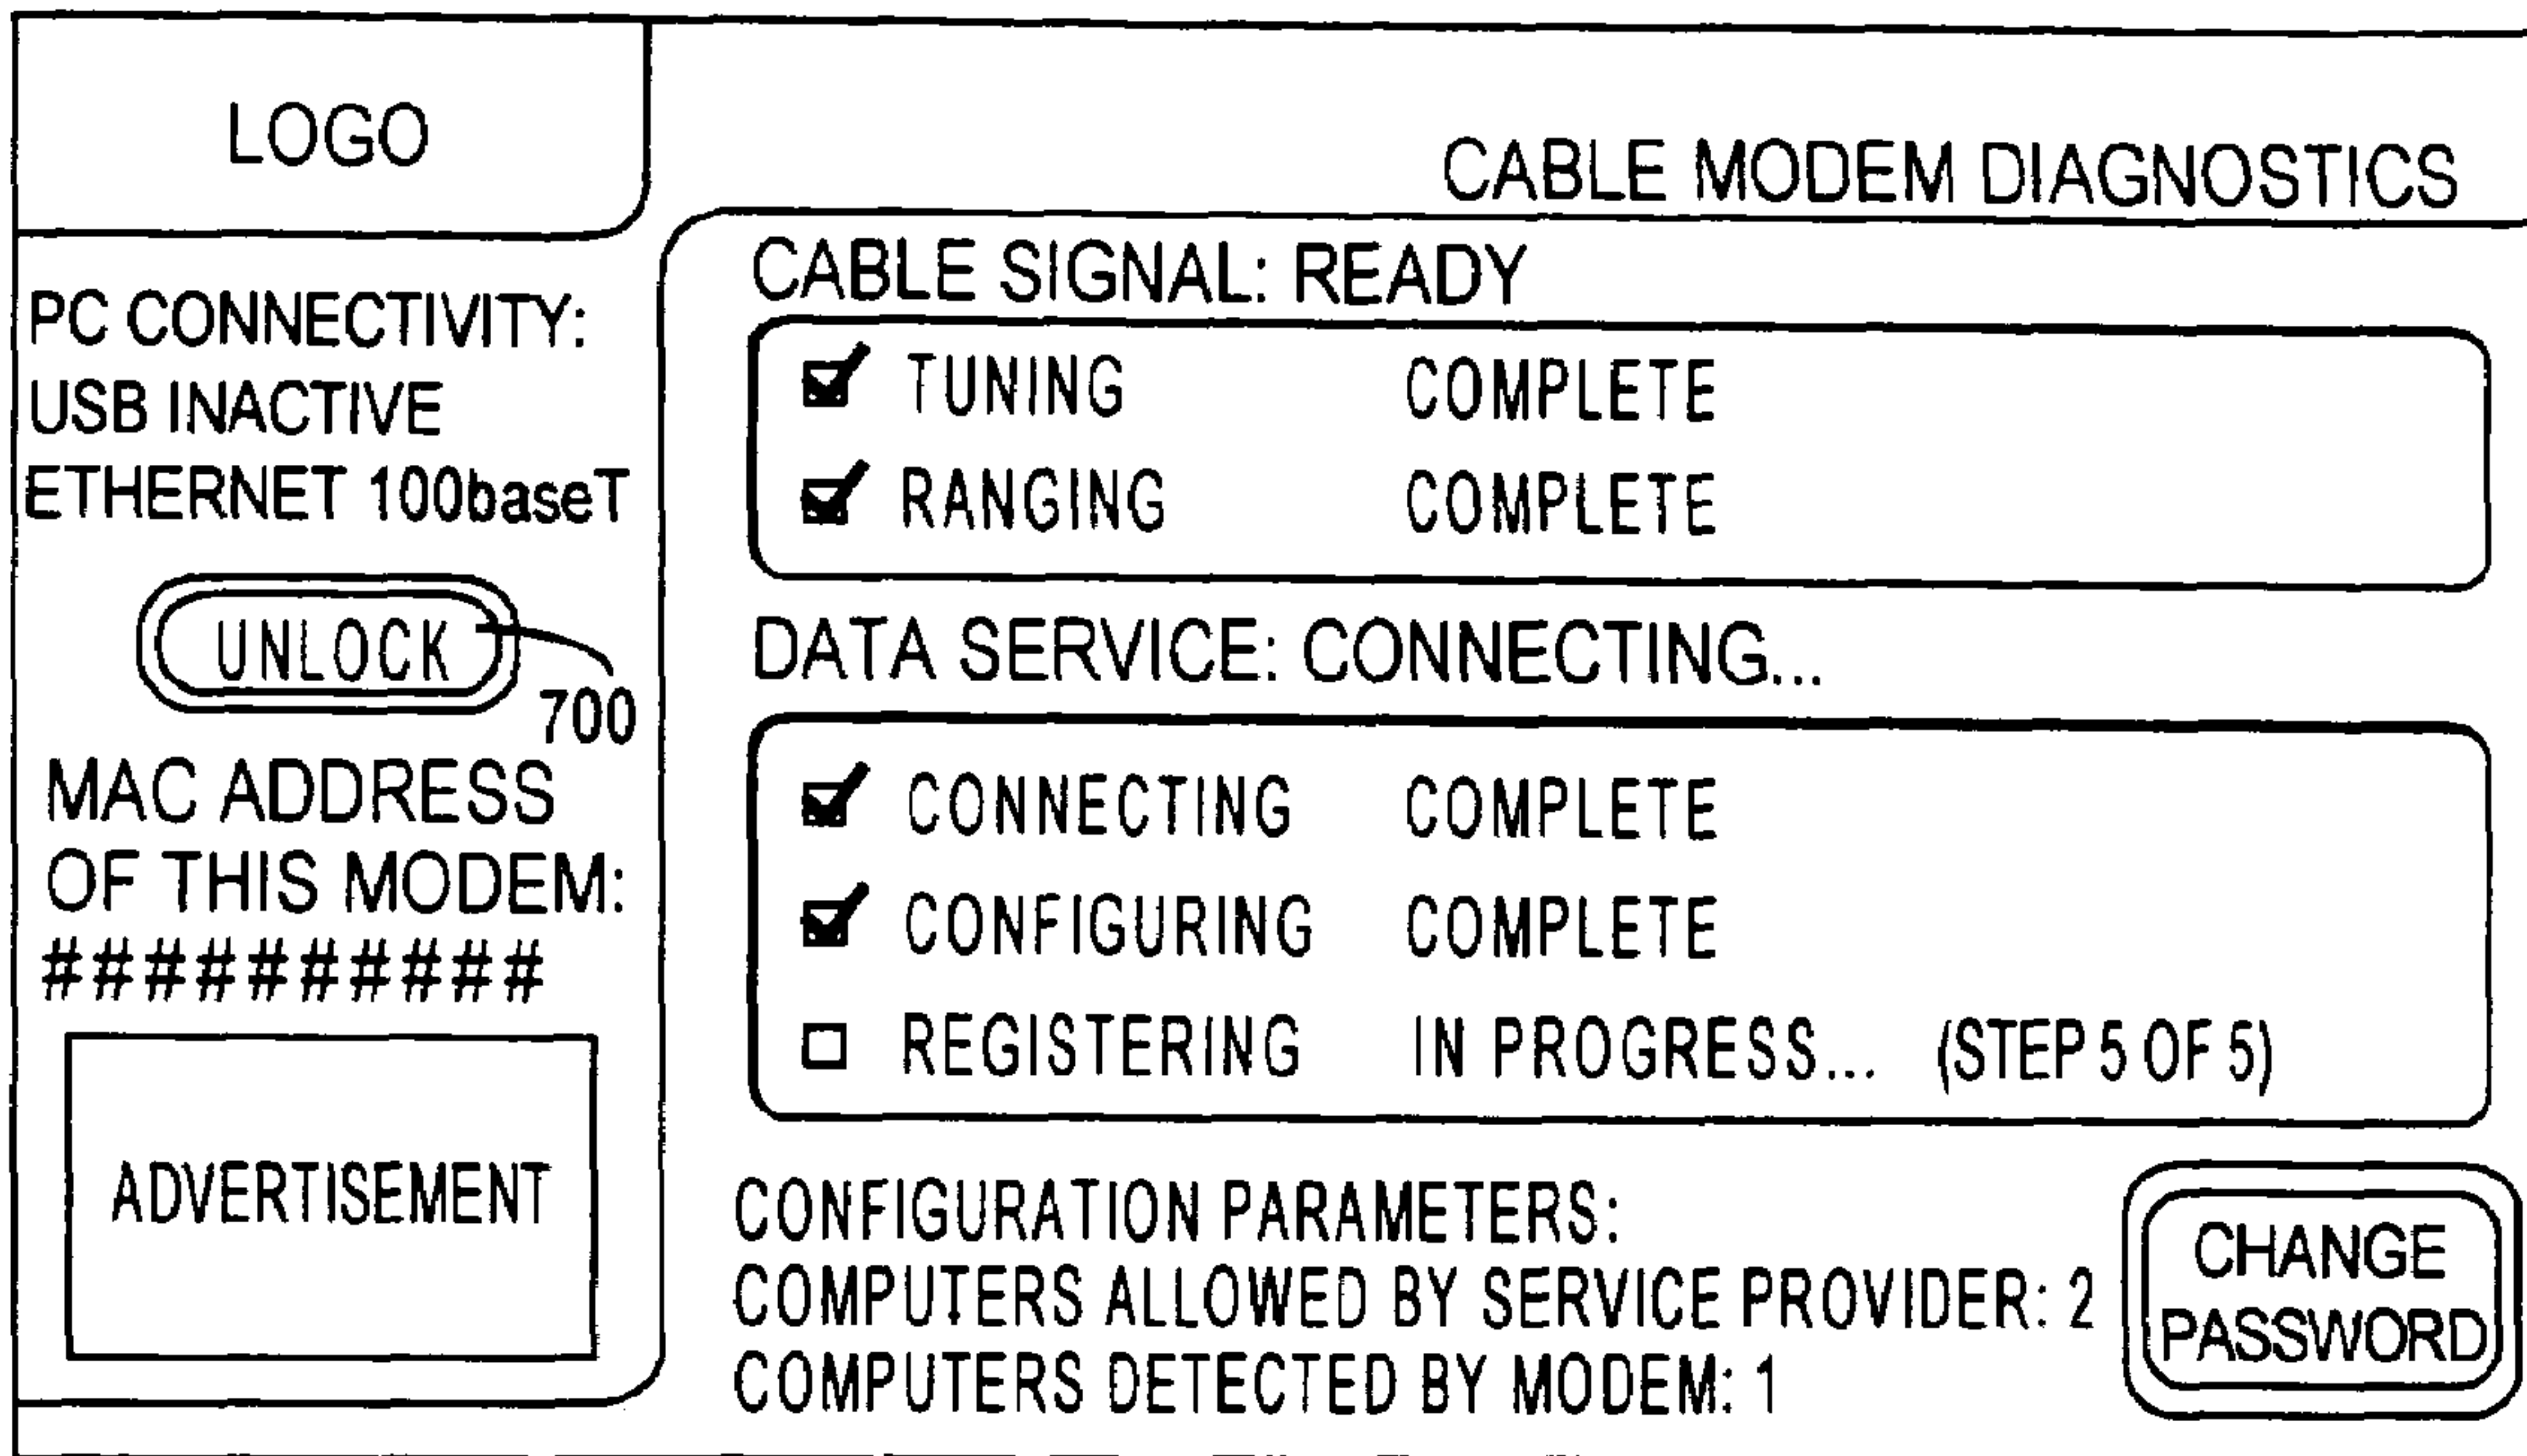 LOGO
CABLE MODEM DIAGNOSTICS
PC CONNECTIVITY:
USB INACTIVE
ETHERNET 100baseT
UNLOCK
700
MAC ADDRESS
OF THIS MODEM:
##########
ADVERTISEMENT
CABLE SIGNAL: READY
TUNING COMPLETE
RANGING COMPLETE
DATA SERVICE: CONNECTING...
CONNECTING COMPLETE
CONFIGURING COMPLETE
REGISTERING IN PROGRESS... (STEP 5 OF 5)
CONFIGURATION PARAMETERS:
COMPUTERS ALLOWED BY SERVICE PROVIDER: 2
COMPUTERS DETECTED BY MODEM: 1
CHANGE
PASSWORD